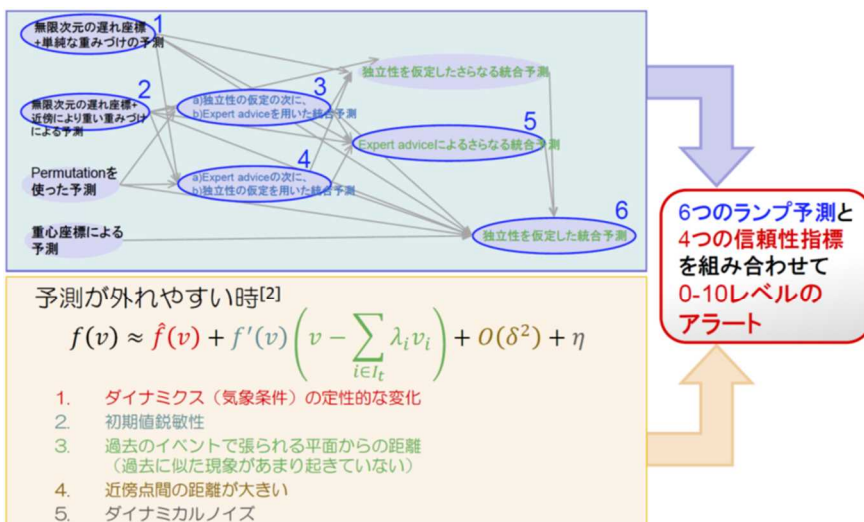 無限次元の遅れ座標
+単純な重みづけの予測
1
無限次元の遅れ座標+
近傍により重い重みづけ
による予測
2
Permutationを
使った予測
重心座標による
予測
a)独立性の仮定の次に、
b)Expert adviceを用いた統合予測
3
a)Expert adviceの次に、
b)独立性の仮定を用いた統合予測
4
独立性を仮定したさらなる統合予測
Expert adviceによるさらなる統合予測
5
独立性を仮定した統合予測
6
予測が外れやすい時[2]
f(v) ≈ f̂(v) + f′(v)(v − ∑_{i∈I_t} λ_i v_i) + O(δ²) + η
1. ダイナミクス（気象条件）の定性的な変化
2. 初期値鋭敏性
3. 過去のイベントで張られる平面からの距離
（過去に似た現象があまり起きていない）
4. 近傍点間の距離が大きい
5. ダイナミカルノイズ
6つのランプ予測と
4つの信頼性指標
を組み合わせて
0-10レベルの
アラート